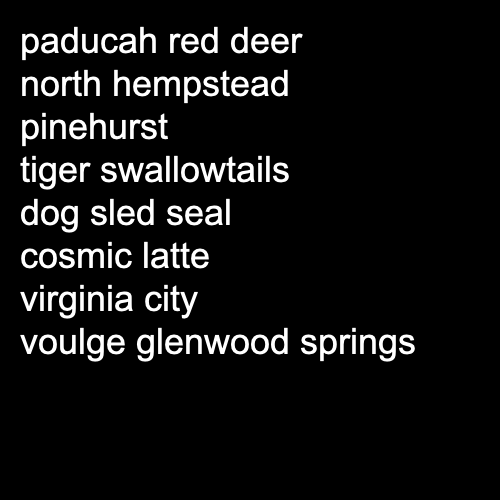 paducah red deer
north hempstead
pinehurst
tiger swallowtails
dog sled seal
cosmic latte
virginia city
voulge glenwood springs